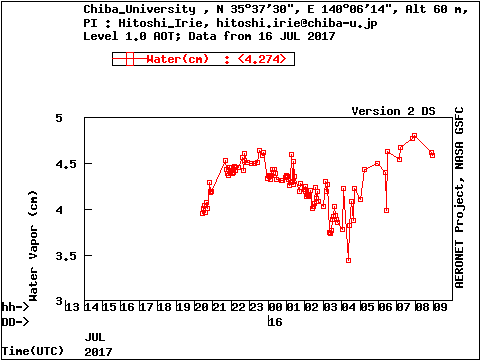 Chiba_University , N 35°37'30", E 140°06'14", Alt 60 m,
PI : Hitoshi_Irie, hitoshi.irie@chiba-u.jp
Level 1.0 AOT; Data from 16 JUL 2017
Water(cm) : <4.274>
Version 2 DS
5
4.5
4
3.5
3
Water Vapor (cm)
AERONET Project, NASA GSFC
hh-> 13 14 15 16 17 18 19 20 21 22 23 00 01 02 03 04 05 06 07 08 09
DD-> 16
JUL
Time(UTC) 2017